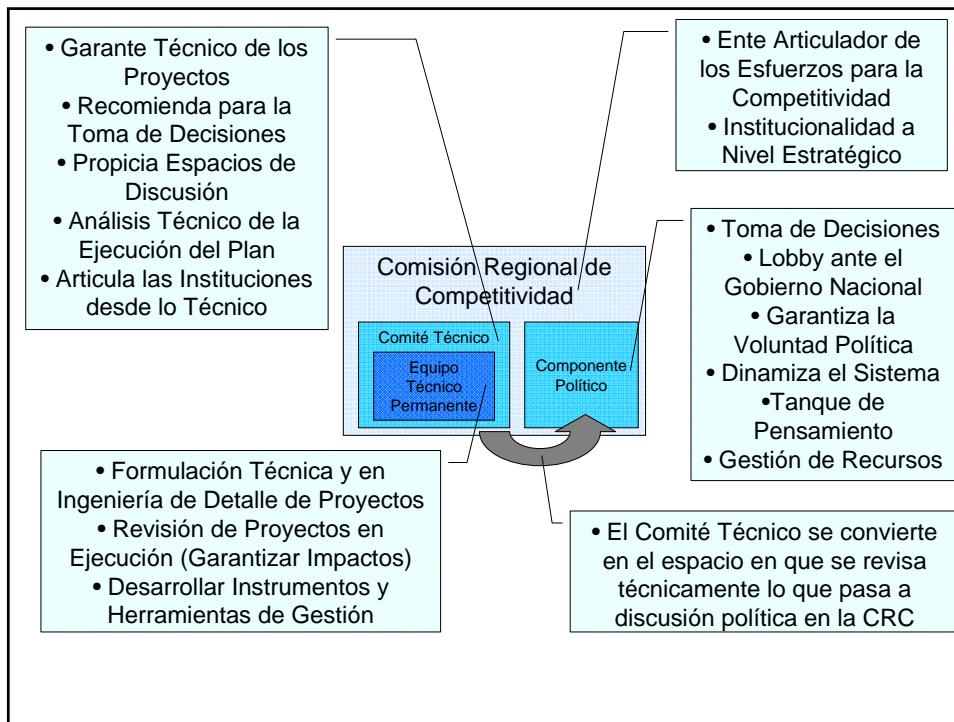 • Garante Técnico de los
Proyectos
• Recomienda para la
Toma de Decisiones
• Propicia Espacios de
Discusión
• Análisis Técnico de la
Ejecución del Plan
• Articula las Instituciones
desde lo Técnico
• Ente Articulador de
los Esfuerzos para la
Competitividad
• Institucionalidad a
Nivel Estratégico
Comisión Regional de
Competitividad
Comité Técnico
Equipo
Técnico
Permanente
Componente
Político
• Toma de Decisiones
• Lobby ante el
Gobierno Nacional
• Garantiza la
Voluntad Política
• Dinamiza el Sistema
•Tanque de
Pensamiento
• Gestión de Recursos
• Formulación Técnica y en
Ingeniería de Detalle de Proyectos
• Revisión de Proyectos en
Ejecución (Garantizar Impactos)
• Desarrollar Instrumentos y
Herramientas de Gestión
• El Comité Técnico se convierte
en el espacio en que se revisa
técnicamente lo que pasa a
discusión política en la CRC